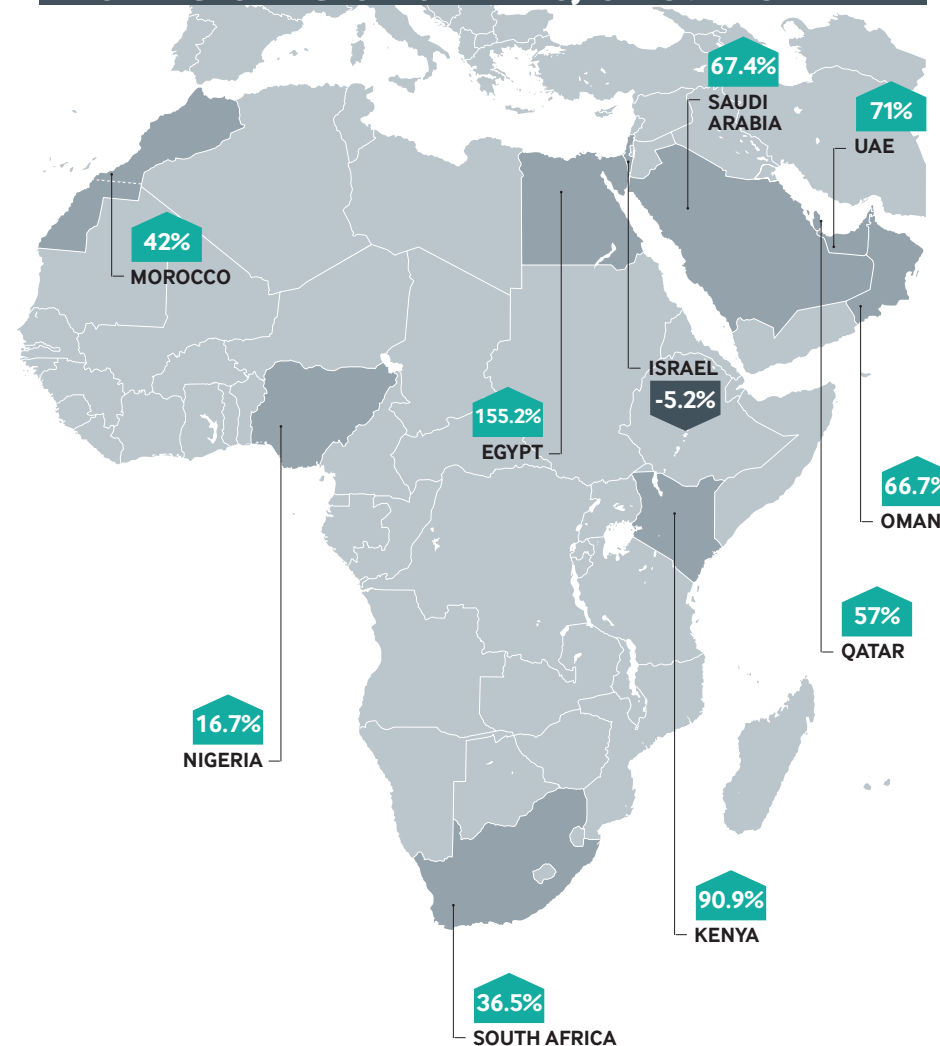 67.4%
SAUDI
ARABIA
71%
UAE
42%
MOROCCO
ISRAEL
-5.2%
155.2%
EGYPT
66.7%
OMAN
57%
QATAR
16.7%
NIGERIA
90.9%
KENYA
36.5%
SOUTH AFRICA